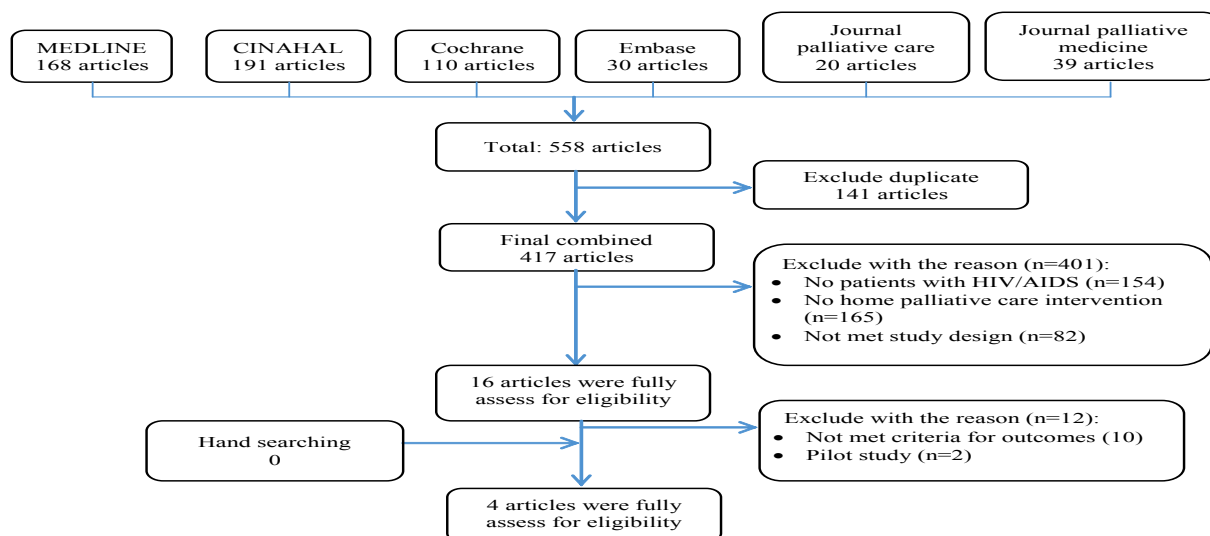 MEDLINE
168 articles
CINAHAL
191 articles
Cochrane
110 articles
Embase
30 articles
Journal
palliative care
20 articles
Journal palliative
medicine
39 articles
Total: 558 articles
Exclude duplicate
141 articles
Final combined
417 articles
Exclude with the reason (n=401):
• No patients with HIV/AIDS (n=154)
• No home palliative care intervention
(n=165)
• Not met study design (n=82)
16 articles were fully
assess for eligibility
Hand searching
0
Exclude with the reason (n=12):
• Not met criteria for outcomes (10)
• Pilot study (n=2)
4 articles were fully
assess for eligibility